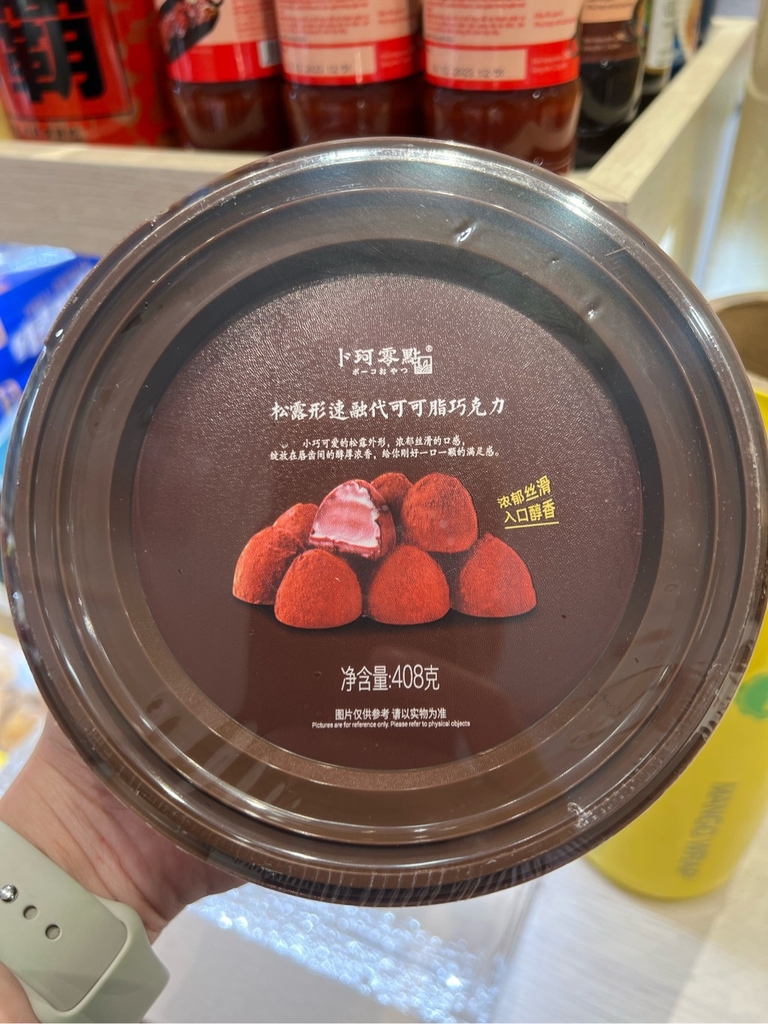 霸
卜珂零點®
ボーコおやつ
松露形速融代可可脂巧克力
小巧可爱的松露外形，浓郁丝滑的口感，
绽放在唇齿间的醇厚浓香，给你刚好一口一颗的满足感。
浓郁丝滑
入口醇香
净含量:408克
图片仅供参考 请以实物为准
Pictures are for reference only. Please refer to physical objects
MANGO WRAP